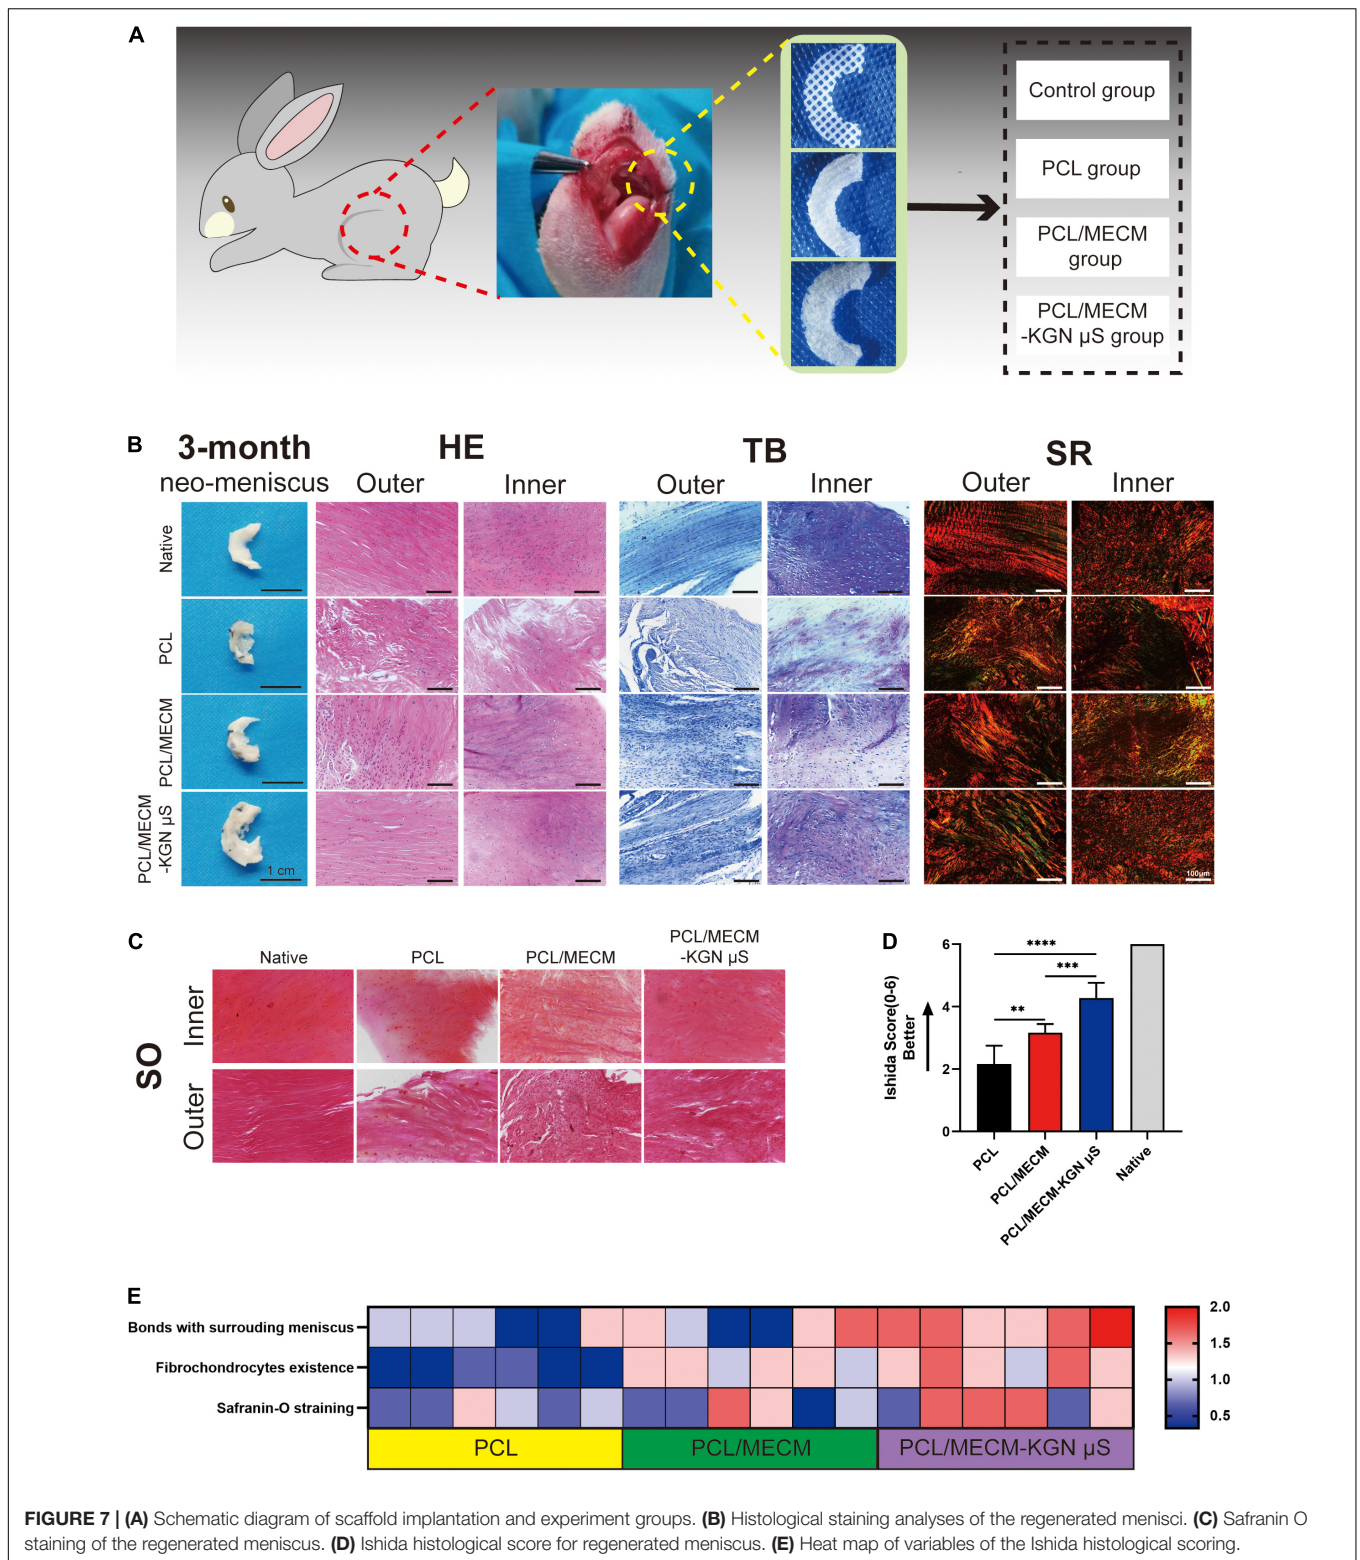 A
Control group
PCL group
PCL/MECM
group
PCL/MECM
-KGN µS group
B
3-month
neo-meniscus
HE
Outer
Inner
TB
Outer
Inner
SR
Outer
Inner
Native
PCL
PCL/MECM
PCL/MECM
-KGN µS
1 cm
100µm
C
SO
Native
PCL
PCL/MECM
PCL/MECM
-KGN µS
Inner
Outer
D
Ishida Score(0-6)
Better
6
4
2
0
****
***
**
PCL
PCL/MECM
PCL/MECM-KGN µS
Native
E
Bonds with surrouding meniscus
Fibrochondrocytes existence
Safranin-O straining
PCL
PCL/MECM
PCL/MECM-KGN µS
2.0
1.5
1.0
0.5
FIGURE 7 | (A) Schematic diagram of scaffold implantation and experiment groups. (B) Histological staining analyses of the regenerated menisci. (C) Safranin O
staining of the regenerated meniscus. (D) Ishida histological score for regenerated meniscus. (E) Heat map of variables of the Ishida histological scoring.